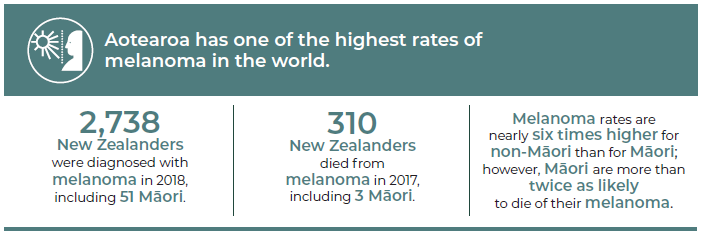 Aotearoa has one of the highest rates of
melanoma in the world.
2,738
New Zealanders
were diagnosed with
melanoma in 2018,
including 51 Māori.
310
New Zealanders
died from
melanoma in 2017,
including 3 Māori.
Melanoma rates are
nearly six times higher for
non-Māori than for Māori;
however, Māori are more than
twice as likely
to die of their melanoma.